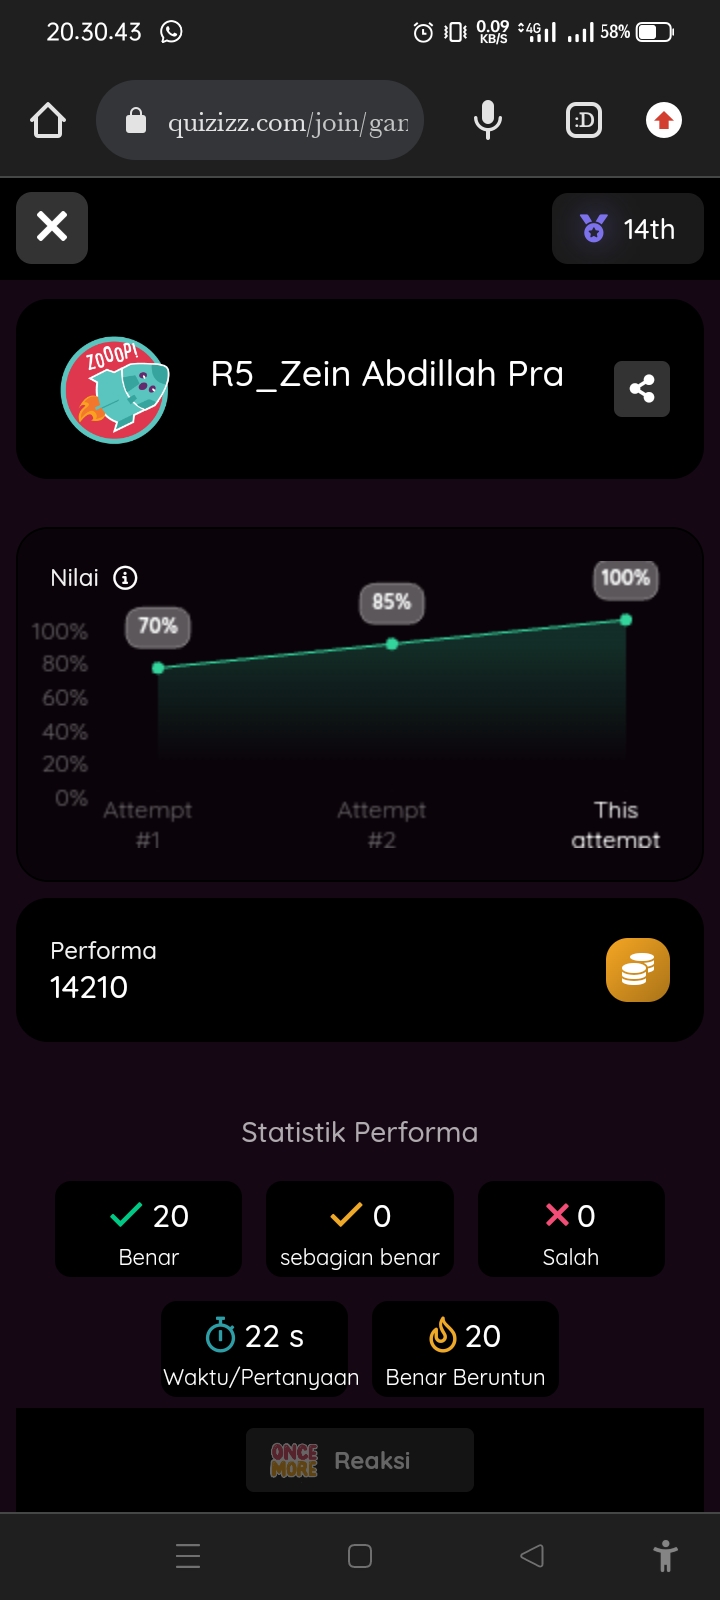 20.30.43
0.09 KB/S 4G 58%
quizizz.com/join/gan
:D
14th
ZOOOP!
R5_Zein Abdillah Pra
Nilai
100%
85%
70%
100%
80%
60%
40%
20%
0%
Attempt #1
Attempt #2
This attempt
Performa
14210
Statistik Performa
20
Benar
0
sebagian benar
0
Salah
22 s
Waktu/Pertanyaan
20
Benar Beruntun
ONCE MORE
Reaksi